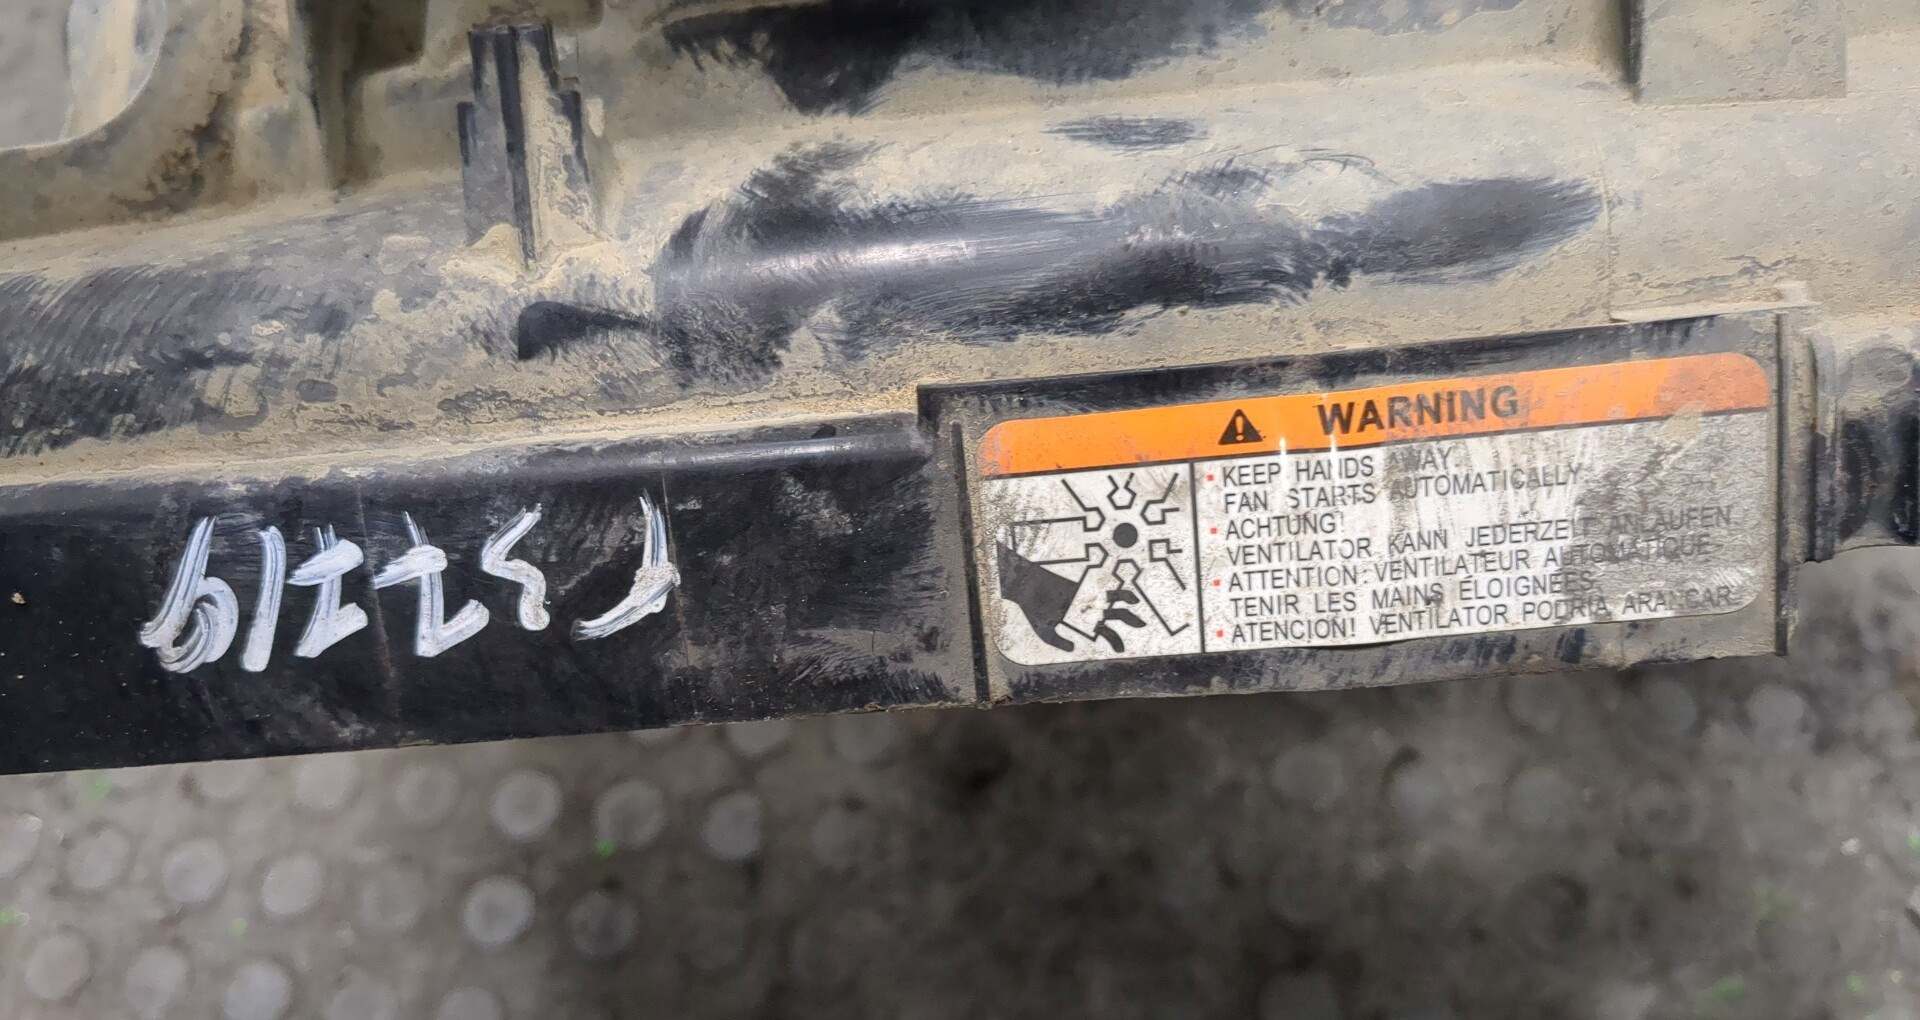 WARNING
KEEP HANDS AWAY
FAN STARTS AUTOMATICALLY
ACHTUNG!
VENTILATOR KANN JEDERZEIT ANLAUFEN
ATTENTION: VENTILATEUR AUTOMATIQUE
TENIR LES MAINS ÉLOIGNÉES
ATENCION! VENTILATOR PODRIA ARANCAR